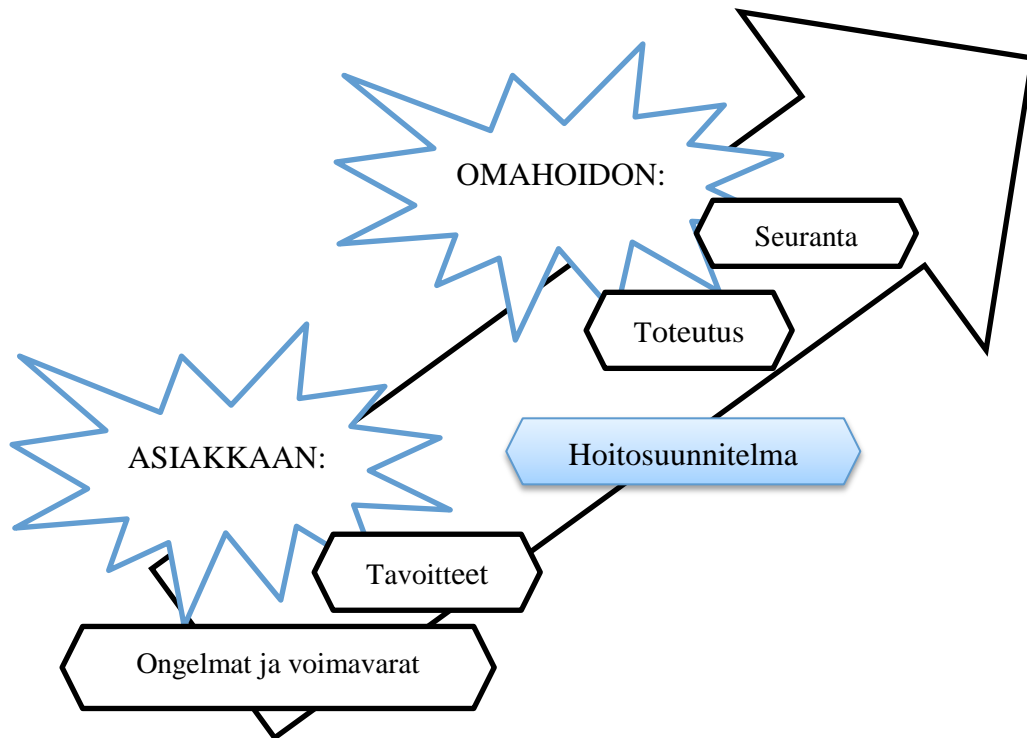 OMAHOIDON:
Seuranta
Toteutus
Hoitosuunnitelma
ASIAKKAAN:
Tavoitteet
Ongelmat ja voimavarat